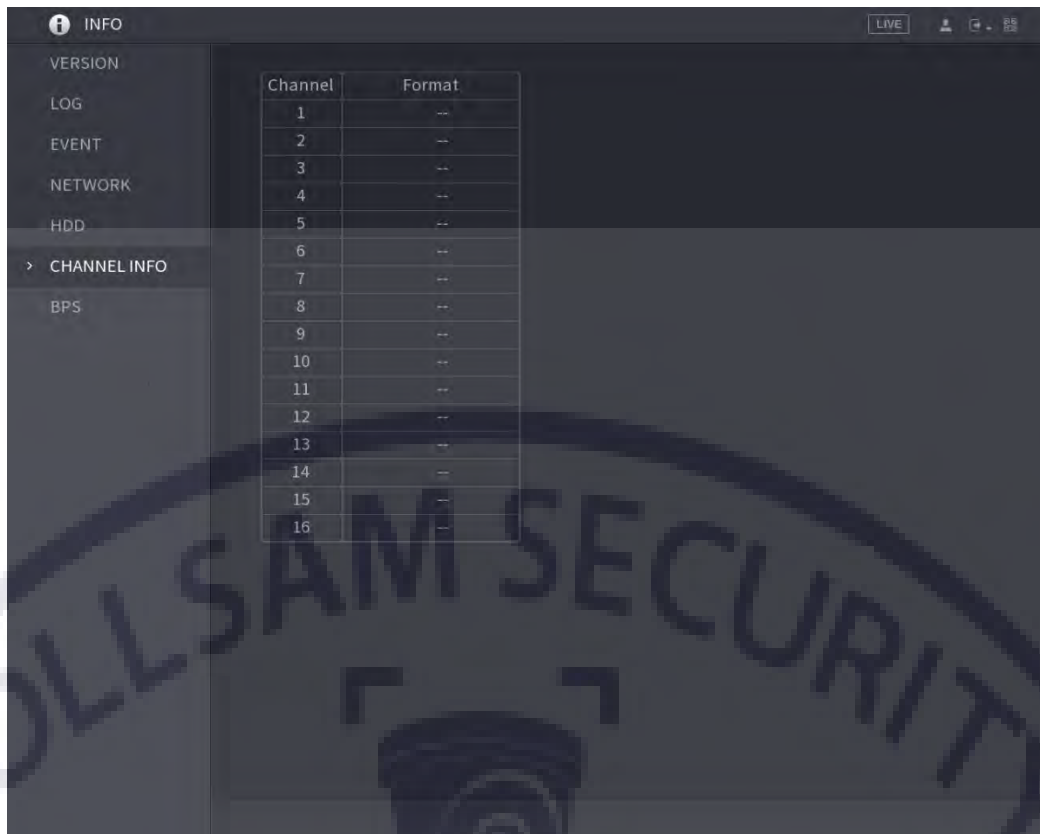 INFO
LIVE
VERSION
LOG
EVENT
NETWORK
HDD
> CHANNEL INFO
BPS
Channel Format
1 --
2 --
3 --
4 --
5 --
6 --
7 --
8 --
9 --
10 --
11 --
12 --
13 --
14 --
15 --
16 --
OLLSAM SECURITY